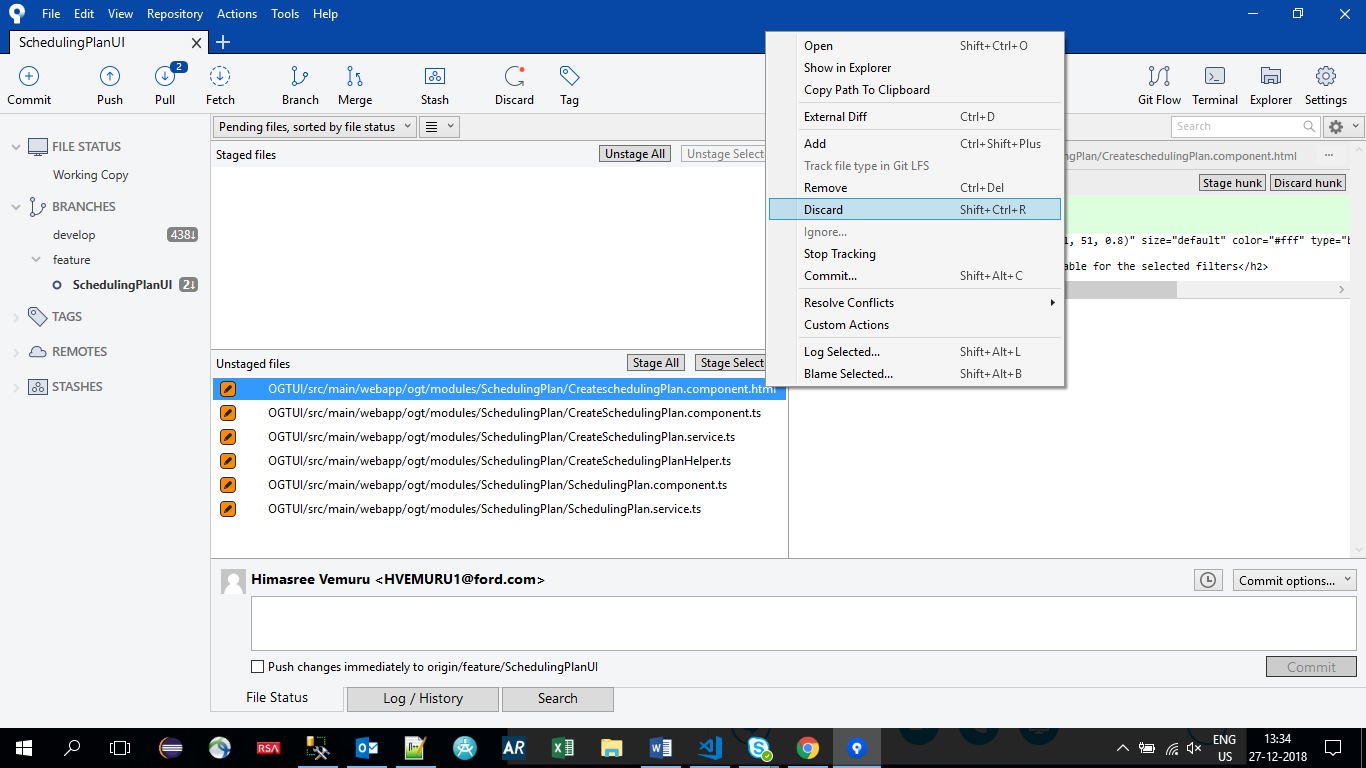 File Edit View Repository Actions Tools Help
SchedulingPlanUI
Commit Push 2 Pull Fetch Branch Merge Stash Discard Tag Git Flow Terminal Explorer Settings
Pending files, sorted by file status
Search
FILE STATUS
Working Copy
BRANCHES
develop 438↓
feature
SchedulingPlanUI 2↓
TAGS
REMOTES
STASHES
Staged files Unstage All Unstage Select
Open Shift+Ctrl+O
Show in Explorer
Copy Path To Clipboard
External Diff Ctrl+D
Add Ctrl+Shift+Plus
Track file type in Git LFS
Remove Ctrl+Del
Discard Shift+Ctrl+R
Ignore...
Stop Tracking
Commit... Shift+Alt+C
Resolve Conflicts
Custom Actions
Log Selected... Shift+Alt+L
Blame Selected... Shift+Alt+B
Plan/CreateschedulingPlan.component.html ...
Stage hunk Discard hunk
51, 0.8)" size="default" color="#fff" type="b
able for the selected filters</h2>
Unstaged files Stage All Stage Select
OGTUI/src/main/webapp/ogt/modules/SchedulingPlan/CreateschedulingPlan.component.html
OGTUI/src/main/webapp/ogt/modules/SchedulingPlan/CreateSchedulingPlan.component.ts
OGTUI/src/main/webapp/ogt/modules/SchedulingPlan/CreateSchedulingPlan.service.ts
OGTUI/src/main/webapp/ogt/modules/SchedulingPlan/CreateSchedulingPlanHelper.ts
OGTUI/src/main/webapp/ogt/modules/SchedulingPlan/SchedulingPlan.component.ts
OGTUI/src/main/webapp/ogt/modules/SchedulingPlan/SchedulingPlan.service.ts
Himasree Vemuru <HVEMURU1@ford.com>
Commit options...
Push changes immediately to origin/feature/SchedulingPlanUI
Commit
File Status Log / History Search
RSA AR
ENG
US
13:34
27-12-2018